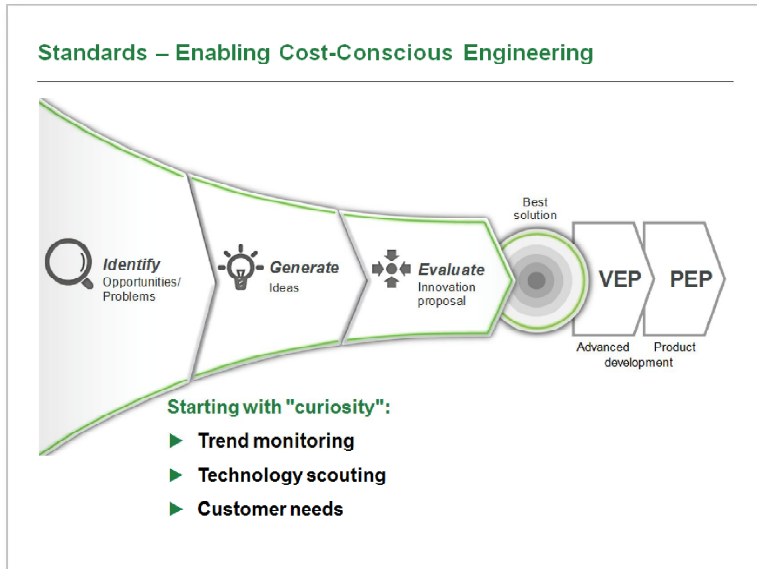 Standards – Enabling Cost-Conscious Engineering
Identify
Opportunities/
Problems
Generate
Ideas
Evaluate
Innovation
proposal
Best
solution
VEP
PEP
Advanced Product
development
Starting with "curiosity":
Trend monitoring
Technology scouting
Customer needs